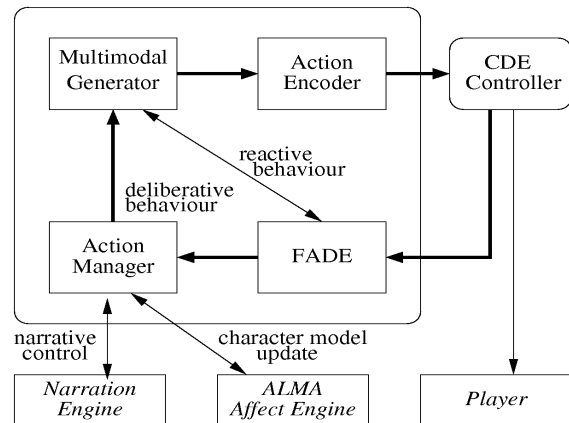 Multimodal
Generator
Action
Encoder
CDE
Controller
reactive
behaviour
deliberative
behaviour
Action
Manager
FADE
narrative
control
character model
update
Narration
Engine
ALMA
Affect Engine
Player